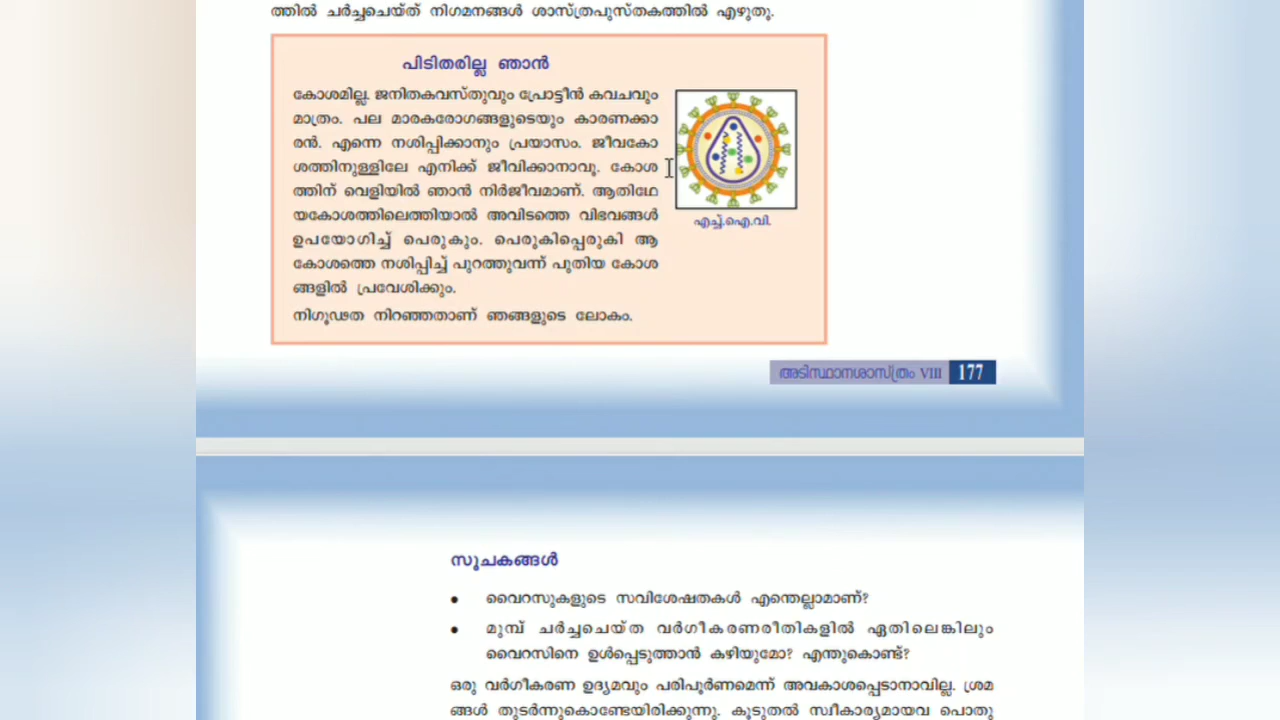 ത്തിൽ ചർച്ചചെയ്ത് നിഗമനങ്ങൾ ശാസ്ത്രപുസ്തകത്തിൽ എഴുതൂ.
പിടിതരില്ല ഞാൻ
കോശമില്ല. ജനിതകവസ്തുവും പ്രോട്ടീൻ കവചവും
മാത്രം. പല മാരകരോഗങ്ങളുടെയും കാരണക്കാ
രൻ. എന്നെ നശിപ്പിക്കാനും പ്രയാസം. ജീവകോ
ശത്തിനുള്ളിലേ എനിക്ക് ജീവിക്കാനാവൂ. കോശ
ത്തിന് വെളിയിൽ ഞാൻ നിർജീവമാണ്. ആതിഥേ
യകോശത്തിലെത്തിയാൽ അവിടത്തെ വിഭവങ്ങൾ
ഉപയോഗിച്ച് പെരുകും. പെരുകിപ്പെരുകി ആ
കോശത്തെ നശിപ്പിച്ച് പുറത്തുവന്ന് പുതിയ കോശ
ങ്ങളിൽ പ്രവേശിക്കും.
നിഗൂഢത നിറഞ്ഞതാണ് ഞങ്ങളുടെ ലോകം.
എച്ച്.ഐ.വി.
അടിസ്ഥാനശാസ്ത്രം VIII 177
സൂചകങ്ങൾ
• വൈറസുകളുടെ സവിശേഷതകൾ എന്തെല്ലാമാണ്?
• മുമ്പ് ചർച്ചചെയ്ത വർഗീകരണരീതികളിൽ ഏതിലെങ്കിലും
വൈറസിനെ ഉൾപ്പെടുത്താൻ കഴിയുമോ? എന്തുകൊണ്ട്?
ഒരു വർഗീകരണ ഉദ്യമവും പരിപൂർണമെന്ന് അവകാശപ്പെടാനാവില്ല. ശ്രമ
ങ്ങൾ തുടർന്നുകൊണ്ടേയിരിക്കുന്നു. കൂടുതൽ സ്വീകാര്യമായവ പൊതു